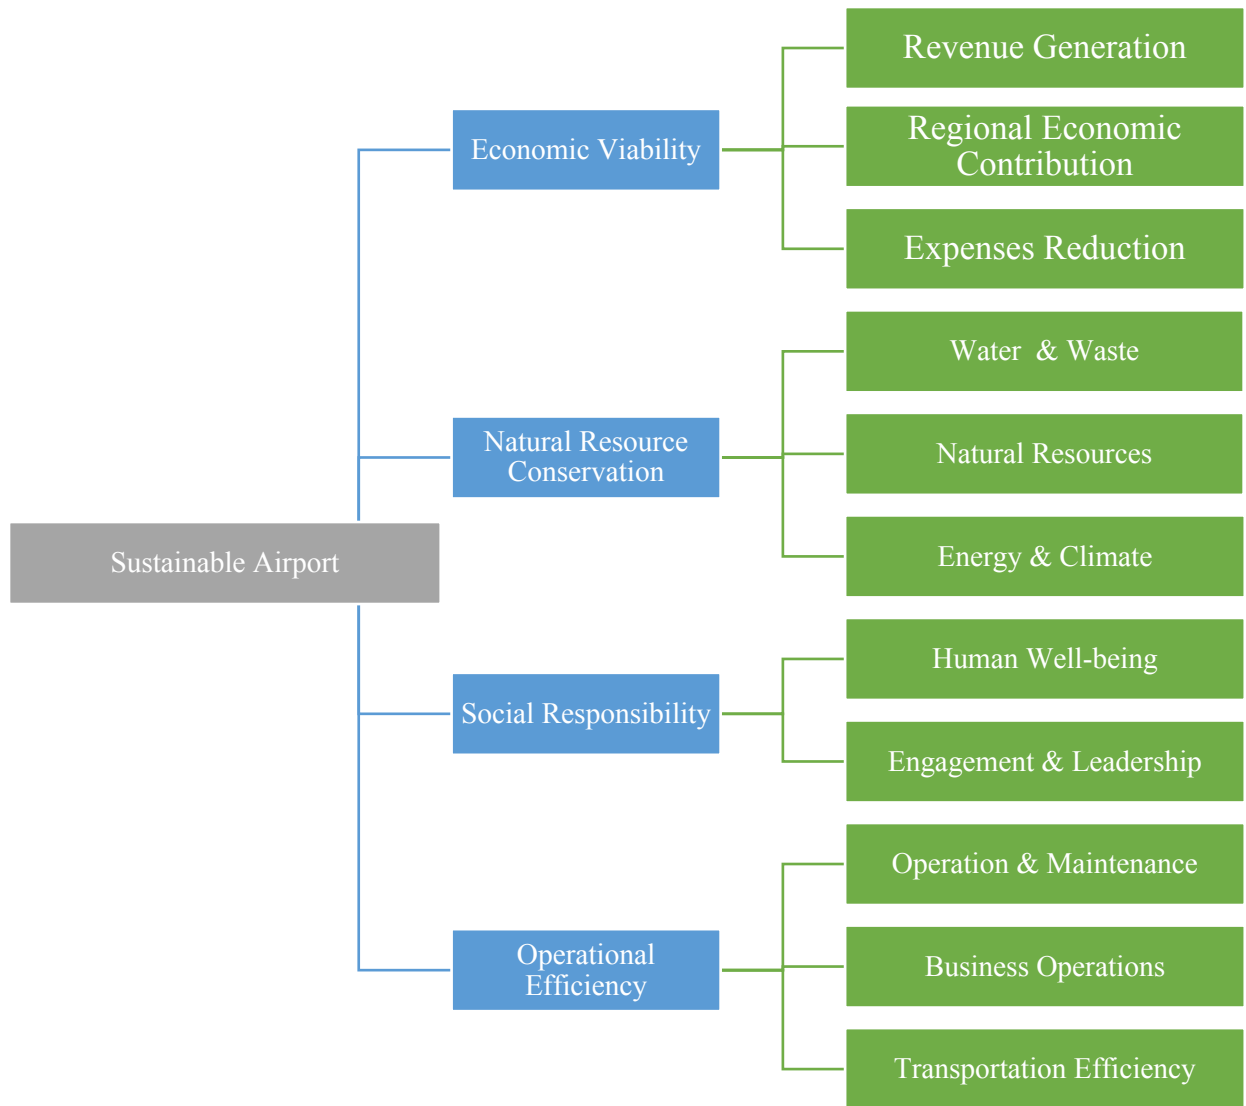 Sustainable Airport
Economic Viability
Revenue Generation
Regional Economic
Contribution
Expenses Reduction
Natural Resource
Conservation
Water & Waste
Natural Resources
Energy & Climate
Social Responsibility
Human Well-being
Engagement & Leadership
Operational
Efficiency
Operation & Maintenance
Business Operations
Transportation Efficiency